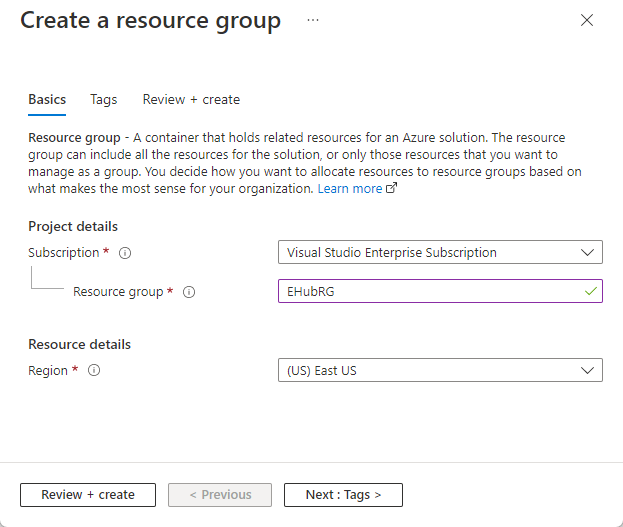 Create a resource group ...
Basics Tags Review + create
Resource group - A container that holds related resources for an Azure solution. The resource
group can include all the resources for the solution, or only those resources that you want to
manage as a group. You decide how you want to allocate resources to resource groups based on
what makes the most sense for your organization. Learn more
Project details
Subscription * Visual Studio Enterprise Subscription
Resource group * EHubRG
Resource details
Region * (US) East US
Review + create < Previous Next : Tags >